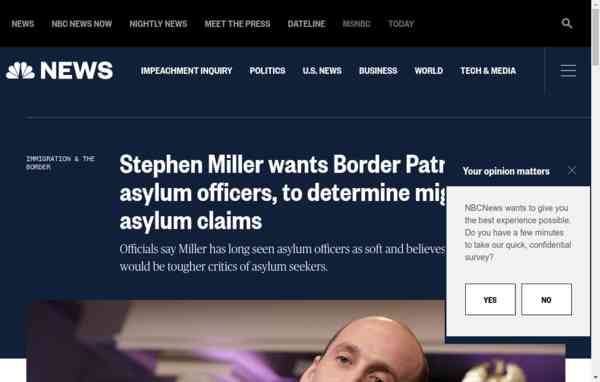 NEWS NBC NEWS NOW NIGHTLY NEWS MEET THE PRESS DATELINE MSNBC TODAY
NEWS IMPEACHMENT INQUIRY POLITICS U.S. NEWS BUSINESS WORLD TECH & MEDIA
IMMIGRATION & THE
BORDER
Stephen Miller wants Border Patr
asylum officers, to determine mig
asylum claims
Officials say Miller has long seen asylum officers as soft and believes
would be tougher critics of asylum seekers.
Your opinion matters
NBCNews wants to give you
the best experience possible.
Do you have a few minutes
to take our quick, confidential
survey?
YES NO